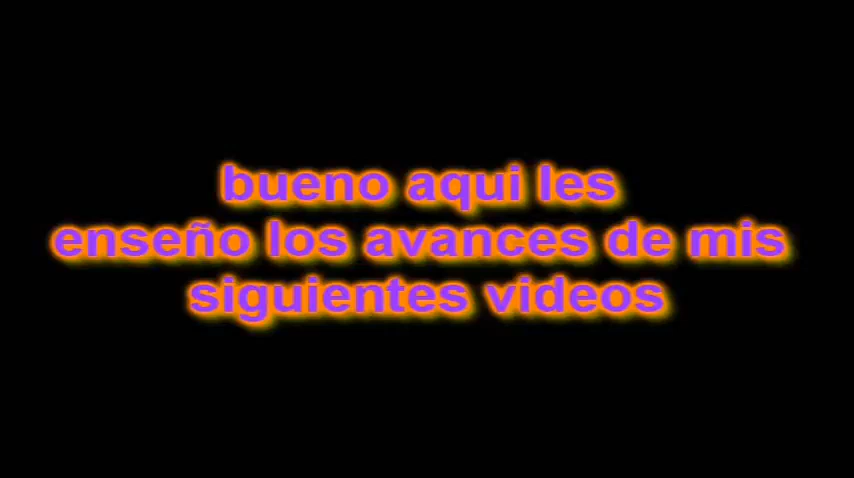 bueno aqui les
enseño los avances de mis
siguientes videos